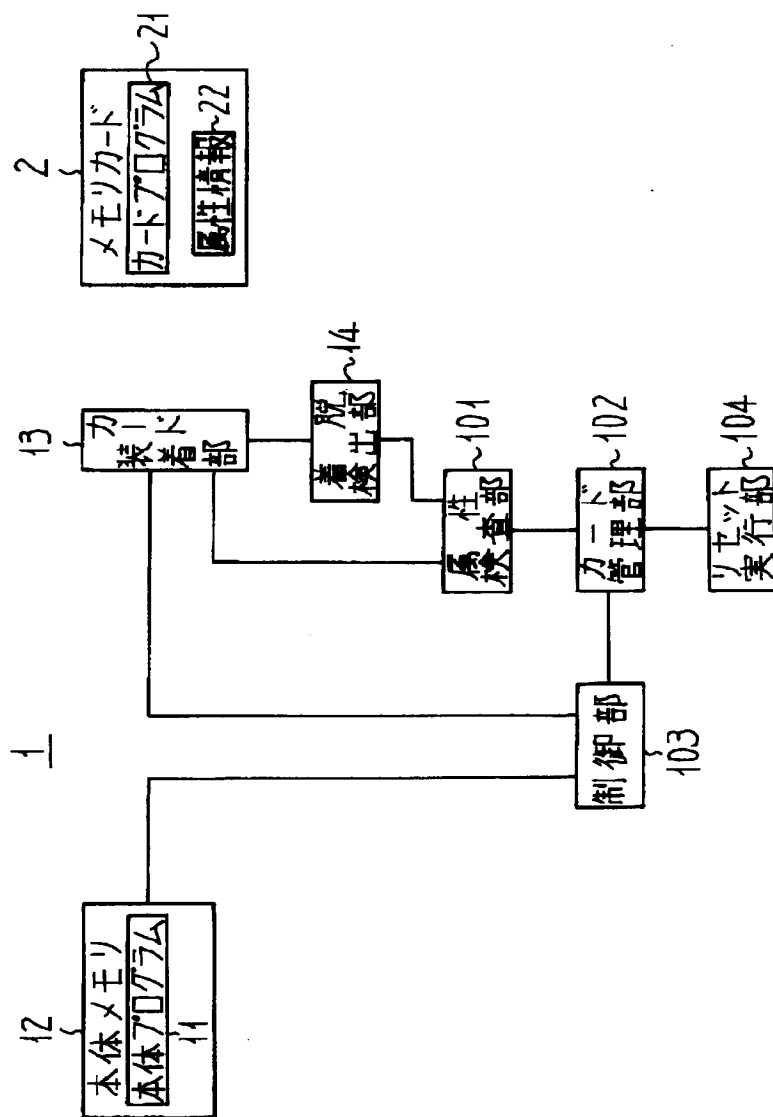 1
12
本体メモリ
本体プログラム
11
13
カード
装着部
2
メモリカード
カードプログラム
21
属性情報
22
着 脱
検出部
14
属 性
検査部
101
制御部
103
カード
管理部
102
リセット
実行部
104